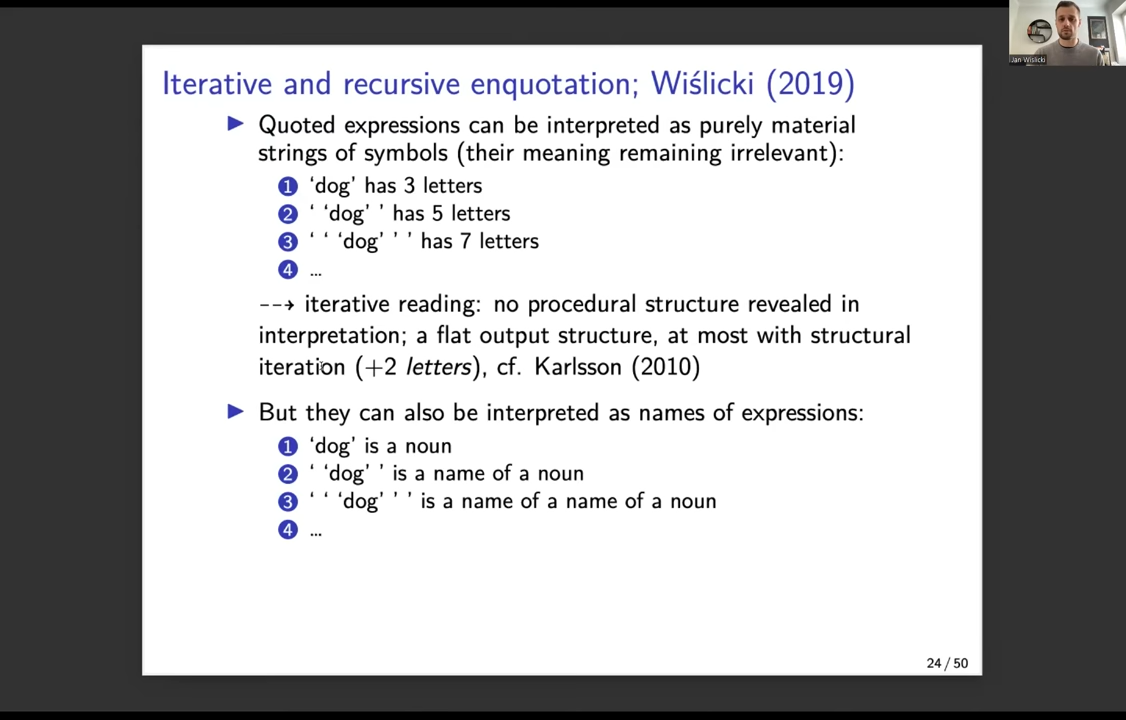 Iterative and recursive enquotation; Wiślicki (2019)
▶ Quoted expressions can be interpreted as purely material
strings of symbols (their meaning remaining irrelevant):
1 ‘dog’ has 3 letters
2 ‘ ‘dog’ ’ has 5 letters
3 ‘ ‘ ‘dog’ ’ ’ has 7 letters
4 ...
--→ iterative reading: no procedural structure revealed in
interpretation; a flat output structure, at most with structural
iteration (+2 letters), cf. Karlsson (2010)
▶ But they can also be interpreted as names of expressions:
1 ‘dog’ is a noun
2 ‘ ‘dog’ ’ is a name of a noun
3 ‘ ‘ ‘dog’ ’ ’ is a name of a name of a noun
4 ...
24 / 50
Jan Wislicki